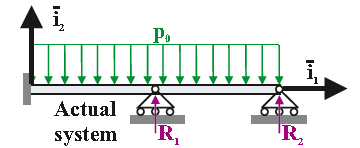 ī₂
p₀
ī₁
Actual
system
R₁
R₂